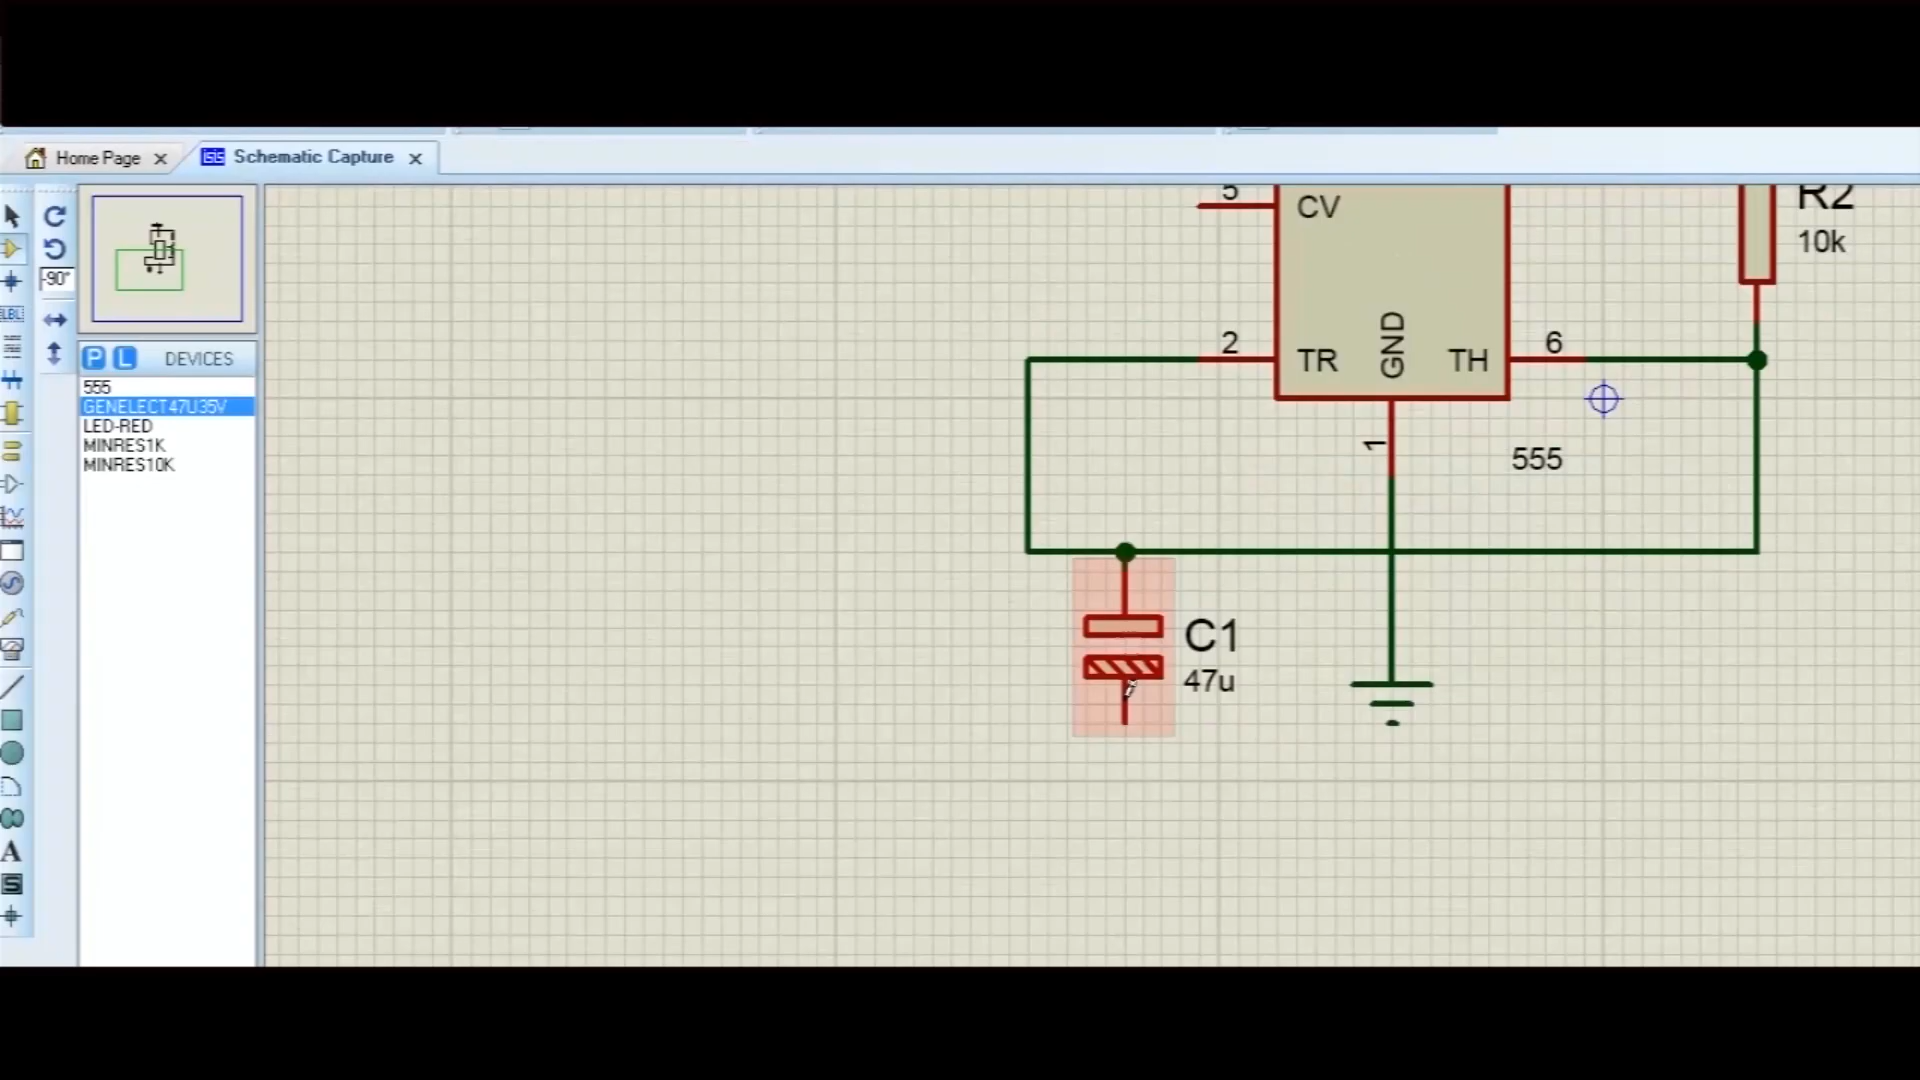 Home Page
Schematic Capture
-90°
LBL
P L DEVICES
555
GENELECT47U35V
LED-RED
MINRES1K
MINRES10K
A
S
5
CV
R2
10k
2
TR
GND
TH
6
1
555
C1
47u